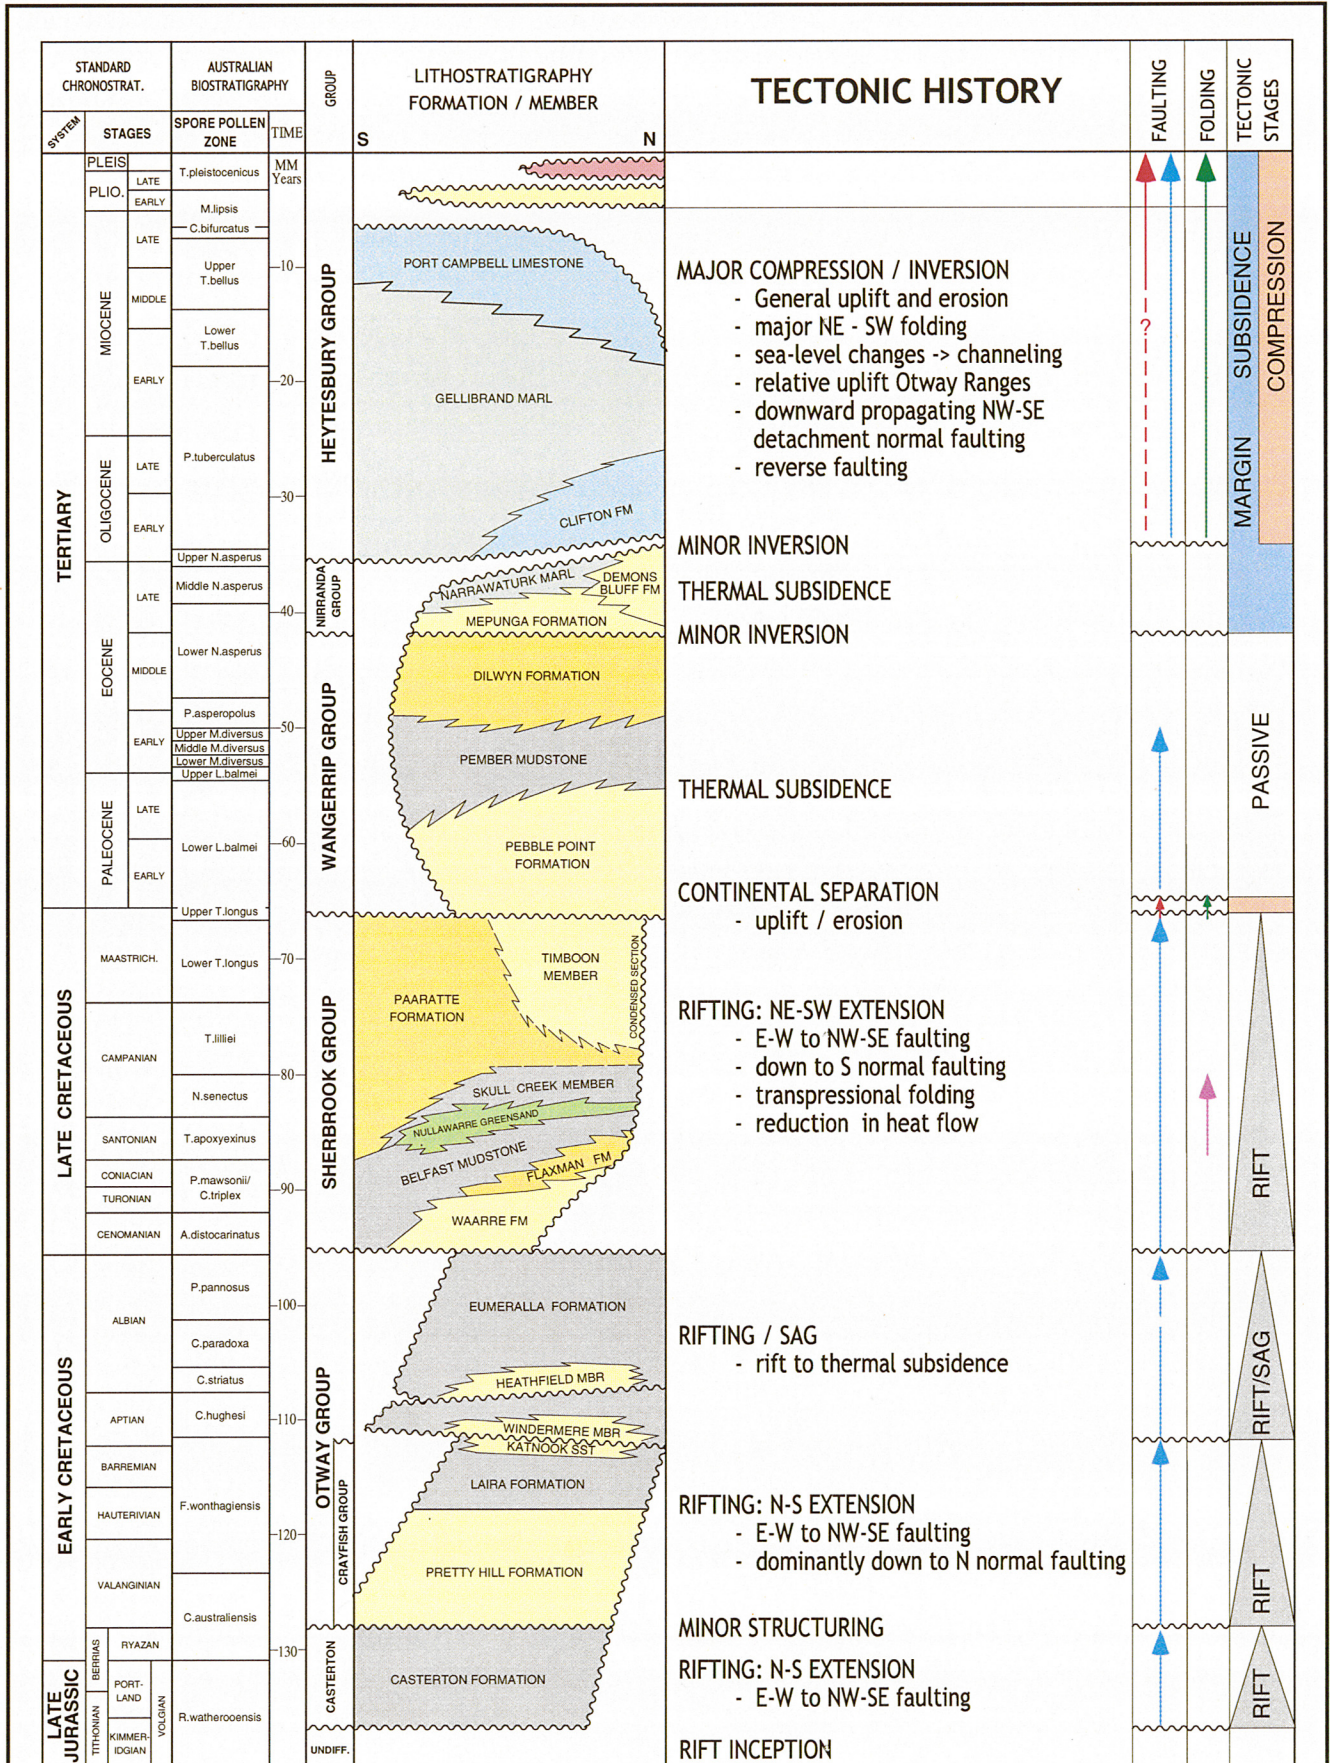 STANDARD
CHRONOSTRAT.
AUSTRALIAN
BIOSTRATIGRAPHY
GROUP
LITHOSTRATIGRAPHY
FORMATION / MEMBER
TECTONIC HISTORY
FAULTING
FOLDING
TECTONIC
STAGES
SYSTEM
STAGES
SPORE POLLEN
ZONE
TIME
S
N
MM
Years
TERTIARY
LATE CRETACEOUS
EARLY CRETACEOUS
LATE
JURASSIC
PLEIS
PLIO.
LATE
EARLY
MIOCENE
LATE
MIDDLE
EARLY
OLIGOCENE
LATE
EARLY
EOCENE
LATE
MIDDLE
EARLY
PALEOCENE
LATE
EARLY
MAASTRICH.
CAMPANIAN
SANTONIAN
CONIACIAN
TURONIAN
CENOMANIAN
ALBIAN
APTIAN
BARREMIAN
HAUTERIVIAN
VALANGINIAN
BERRIAS
RYAZAN
TITHONIAN
PORT-
LAND
KIMMER-
IDGIAN
VOLGIAN
T.pleistocenicus
M.lipsis
C.bifurcatus
Upper
T.bellus
Lower
T.bellus
P.tuberculatus
Upper N.asperus
Middle N.asperus
Lower N.asperus
P.asperopolus
Upper M.diversus
Middle M.diversus
Lower M.diversus
Upper L.balmei
Lower L.balmei
Upper T.longus
Lower T.longus
T.lilliei
N.senectus
T.apoxyexinus
P.mawsonii/
C.triplex
A.distocarinatus
P.pannosus
C.paradoxa
C.striatus
C.hughesi
F.wonthagiensis
C.australiensis
R.watherooensis
10
20
30
40
50
60
70
80
90
100
110
120
130
HEYTESBURY GROUP
NIRRANDA
GROUP
WANGERRIP GROUP
SHERBROOK GROUP
OTWAY GROUP
CRAYFISH GROUP
CASTERTON
UNDIFF.
PORT CAMPBELL LIMESTONE
GELLIBRAND MARL
CLIFTON FM
NARRAWATURK MARL
DEMONS
BLUFF FM
MEPUNGA FORMATION
DILWYN FORMATION
PEMBER MUDSTONE
PEBBLE POINT
FORMATION
TIMBOON
MEMBER
CONDENSED SECTION
PAARATTE
FORMATION
SKULL CREEK MEMBER
NULLAWARRE GREENSAND
BELFAST MUDSTONE
FLAXMAN FM
WAARRE FM
EUMERALLA FORMATION
HEATHFIELD MBR
WINDERMERE MBR
KATNOOK SST
LAIRA FORMATION
PRETTY HILL FORMATION
CASTERTON FORMATION
MAJOR COMPRESSION / INVERSION
- General uplift and erosion
- major NE - SW folding
- sea-level changes -> channeling
- relative uplift Otway Ranges
- downward propagating NW-SE
detachment normal faulting
- reverse faulting
MINOR INVERSION
THERMAL SUBSIDENCE
MINOR INVERSION
THERMAL SUBSIDENCE
CONTINENTAL SEPARATION
- uplift / erosion
RIFTING: NE-SW EXTENSION
- E-W to NW-SE faulting
- down to S normal faulting
- transpressional folding
- reduction in heat flow
RIFTING / SAG
- rift to thermal subsidence
RIFTING: N-S EXTENSION
- E-W to NW-SE faulting
- dominantly down to N normal faulting
MINOR STRUCTURING
RIFTING: N-S EXTENSION
- E-W to NW-SE faulting
RIFT INCEPTION
?
MARGIN SUBSIDENCE
COMPRESSION
PASSIVE
RIFT
RIFT/SAG
RIFT
RIFT